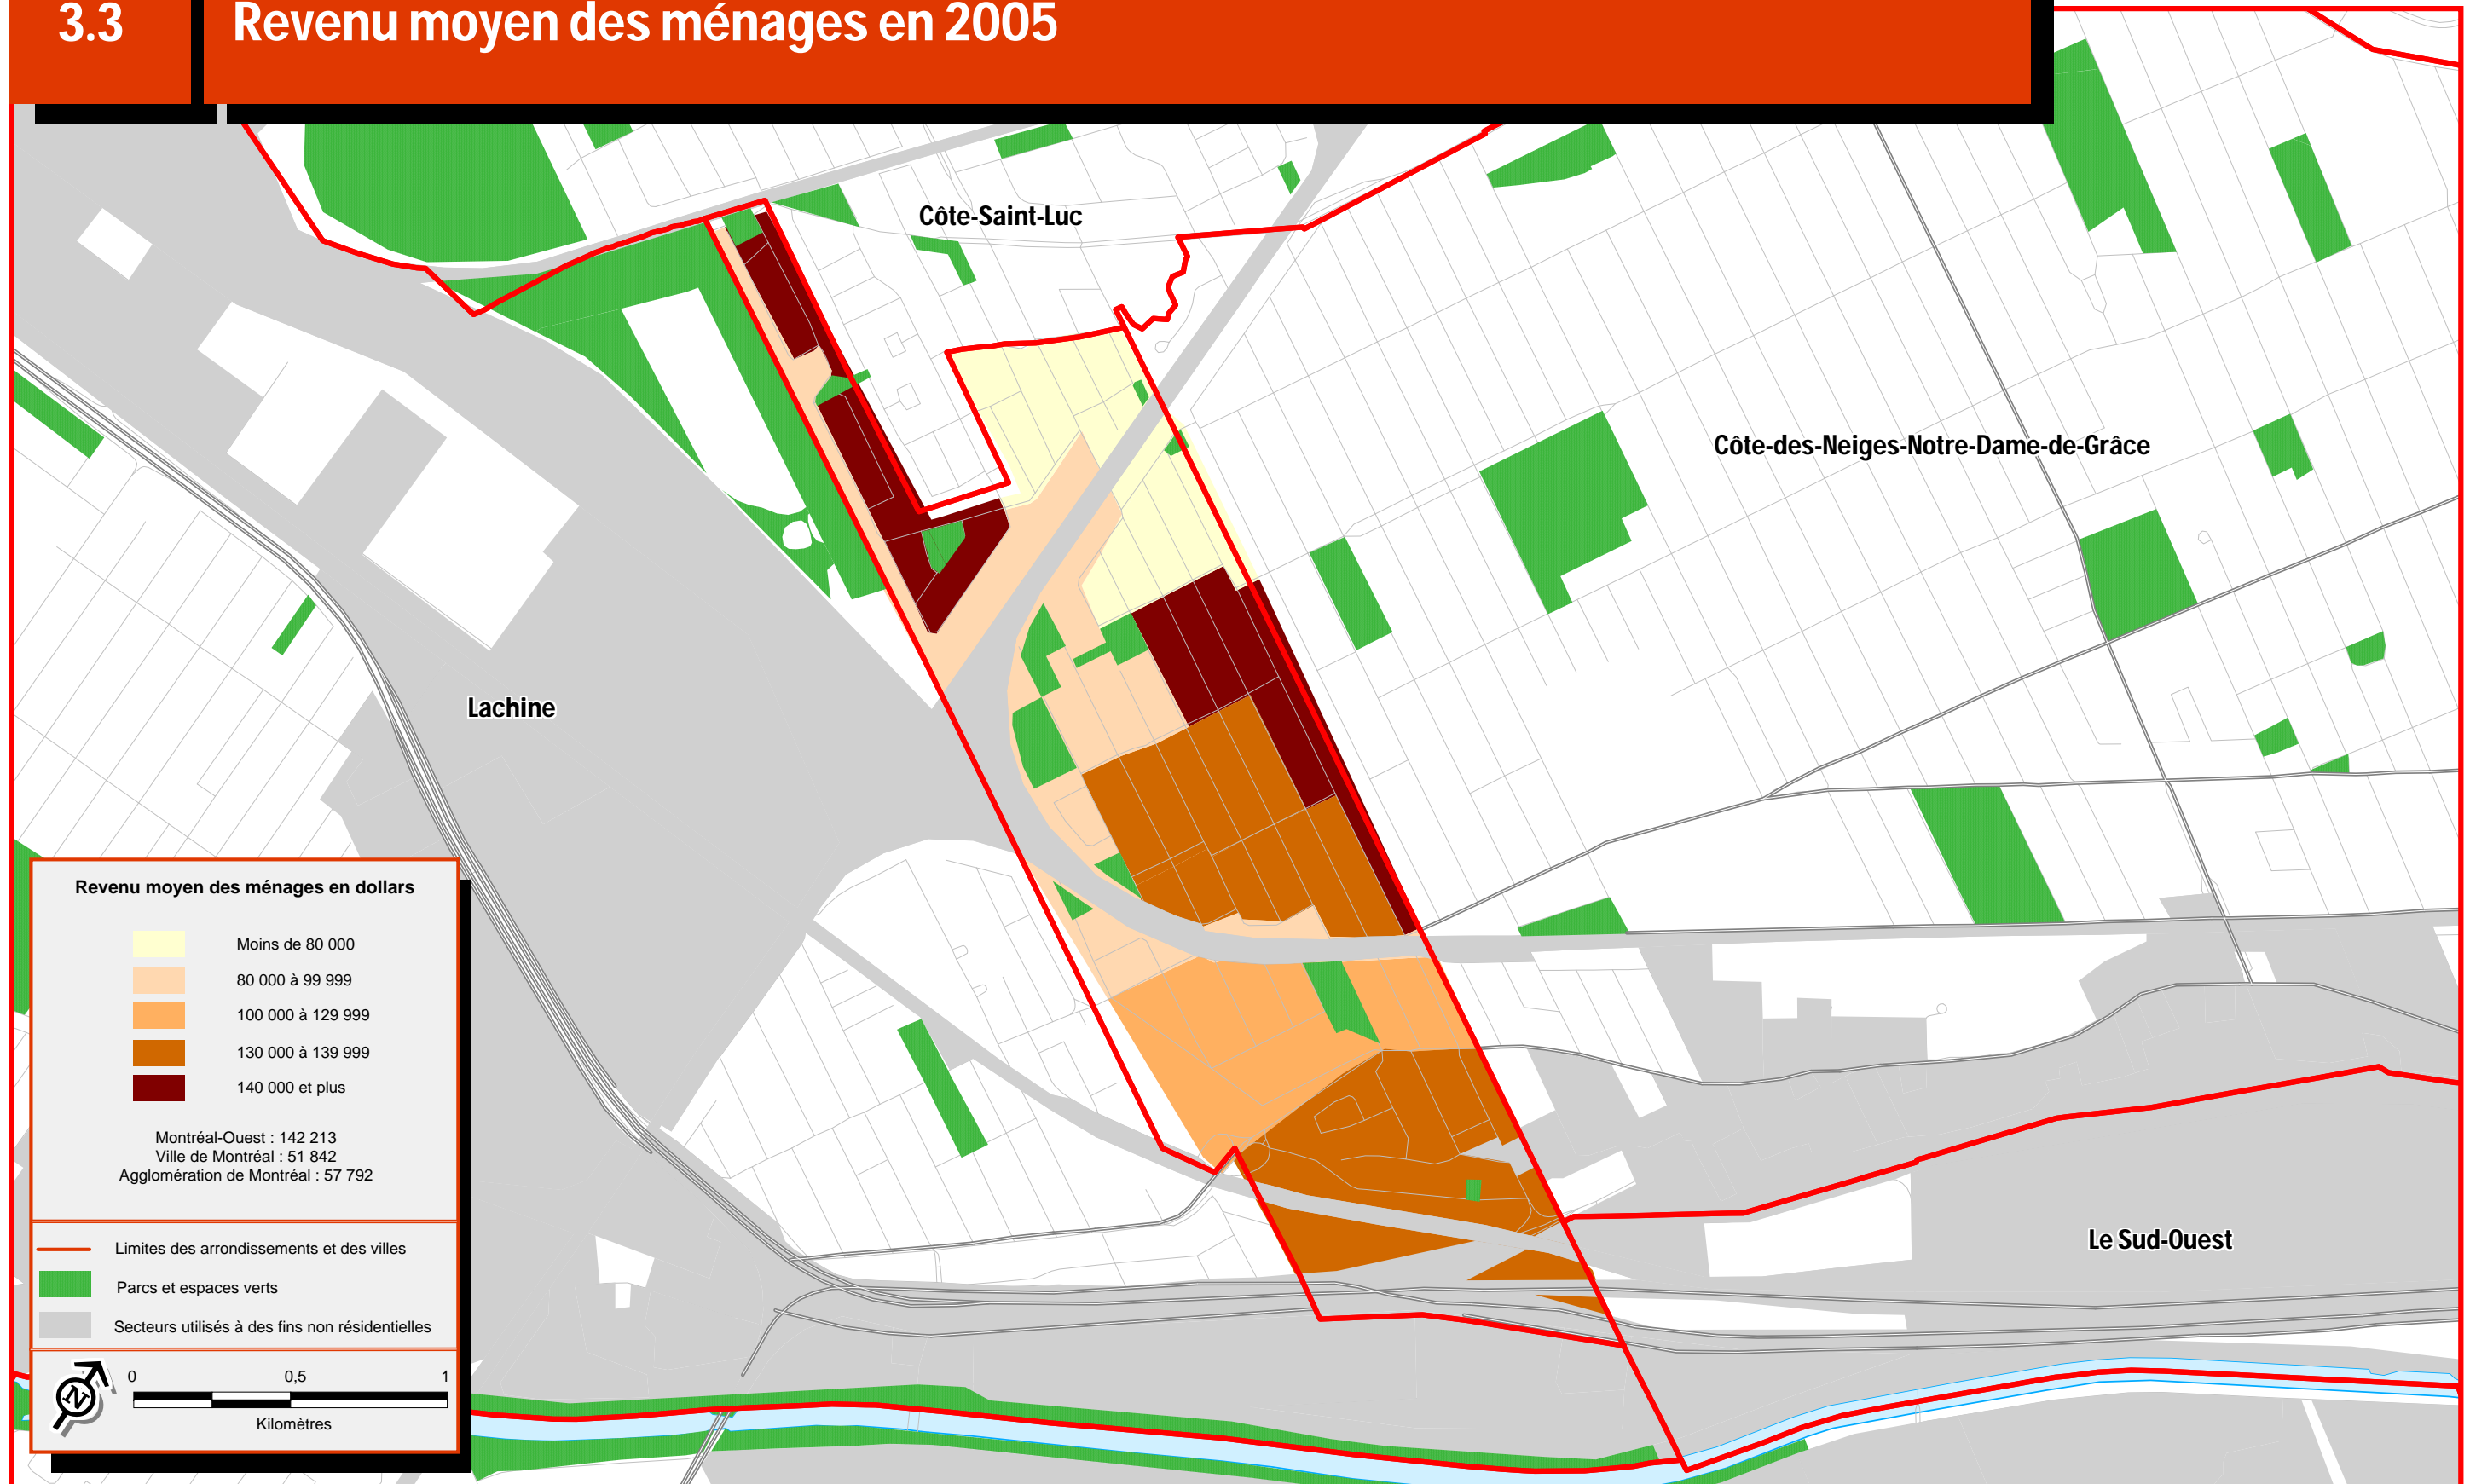 3.3
Revenu moyen des ménages en 2005
Côte-Saint-Luc
Côte-des-Neiges-Notre-Dame-de-Grâce
Lachine
Le Sud-Ouest
Revenu moyen des ménages en dollars
Moins de 80 000
80 000 à 99 999
100 000 à 129 999
130 000 à 139 999
140 000 et plus
Montréal-Ouest : 142 213
Ville de Montréal : 51 842
Agglomération de Montréal : 57 792
Limites des arrondissements et des villes
Parcs et espaces verts
Secteurs utilisés à des fins non résidentielles
N
0 0,5 1
Kilomètres